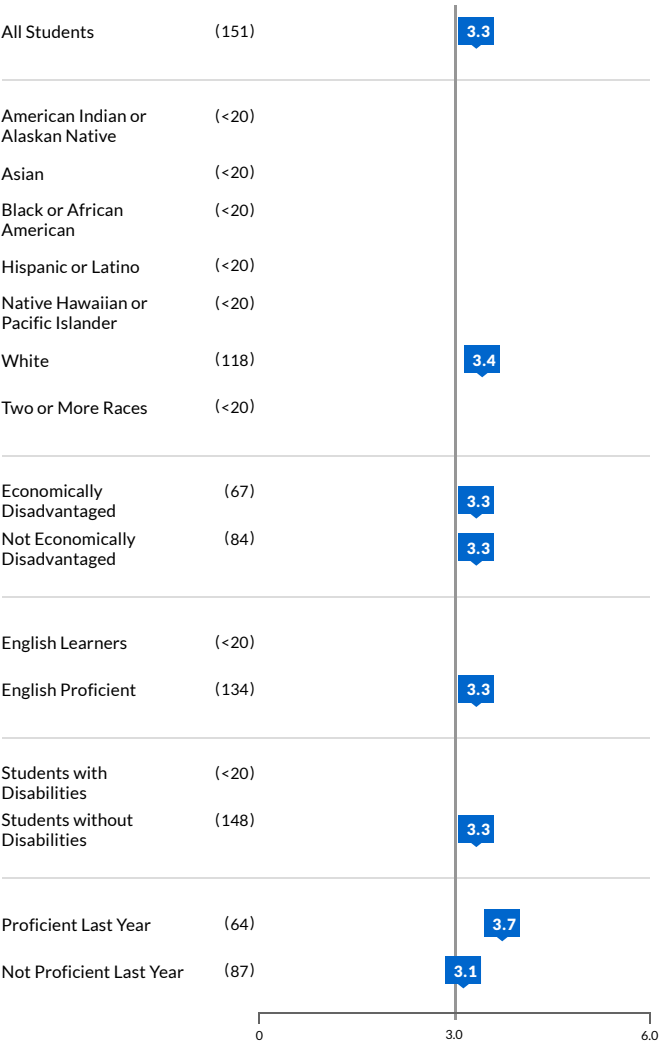 All Students (151) 3.3
American Indian or (<20)
Alaskan Native
Asian (<20)
Black or African (<20)
American
Hispanic or Latino (<20)
Native Hawaiian or (<20)
Pacific Islander
White (118) 3.4
Two or More Races (<20)
Economically (67) 3.3
Disadvantaged
Not Economically (84) 3.3
Disadvantaged
English Learners (<20)
English Proficient (134) 3.3
Students with (<20)
Disabilities
Students without (148) 3.3
Disabilities
Proficient Last Year (64) 3.7
Not Proficient Last Year (87) 3.1
0 3.0 6.0